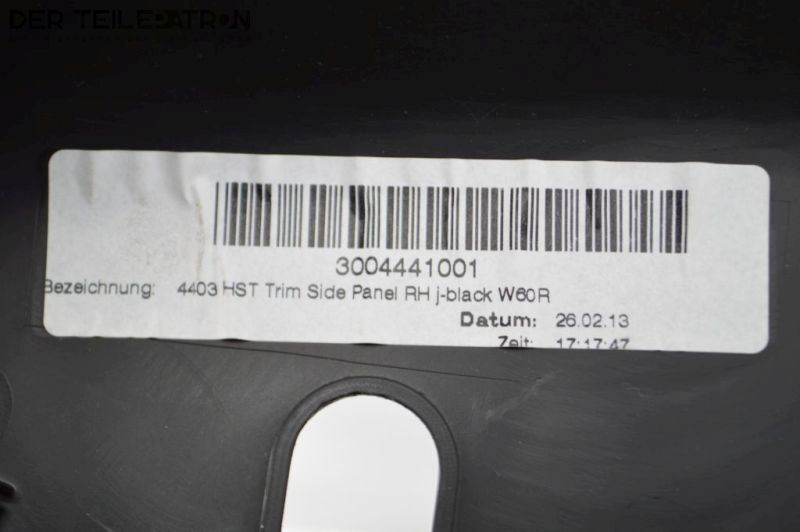 DER TEILE PATRON
3004441001
Bezeichnung: 4403 HST Trim Side Panel RH j-black W60R
Datum: 26.02.13
Zeit: 17:17:47